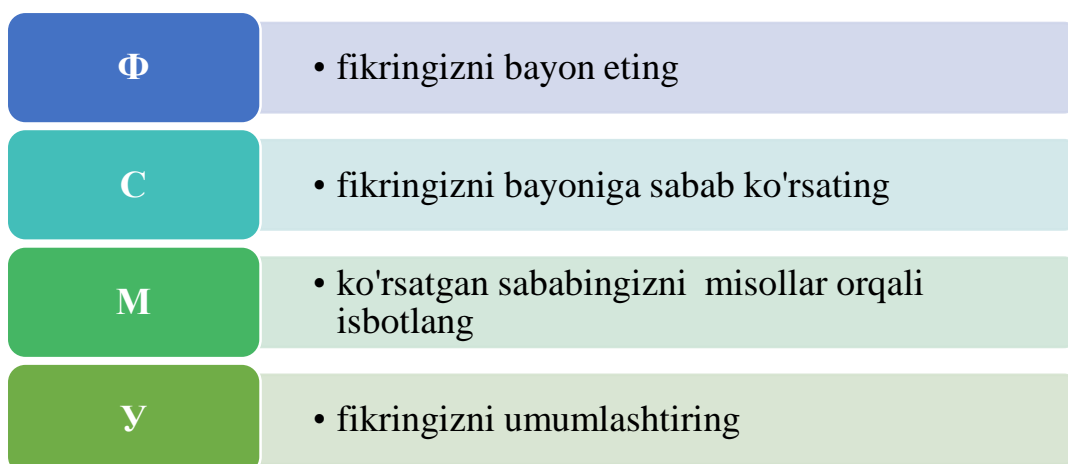 Ф
• fikringizni bayon eting
С
• fikringizni bayoniga sabab ko'rsating
М
• ko'rsatgan sababingizni misollar orqali
isbotlang
У
• fikringizni umumlashtiring